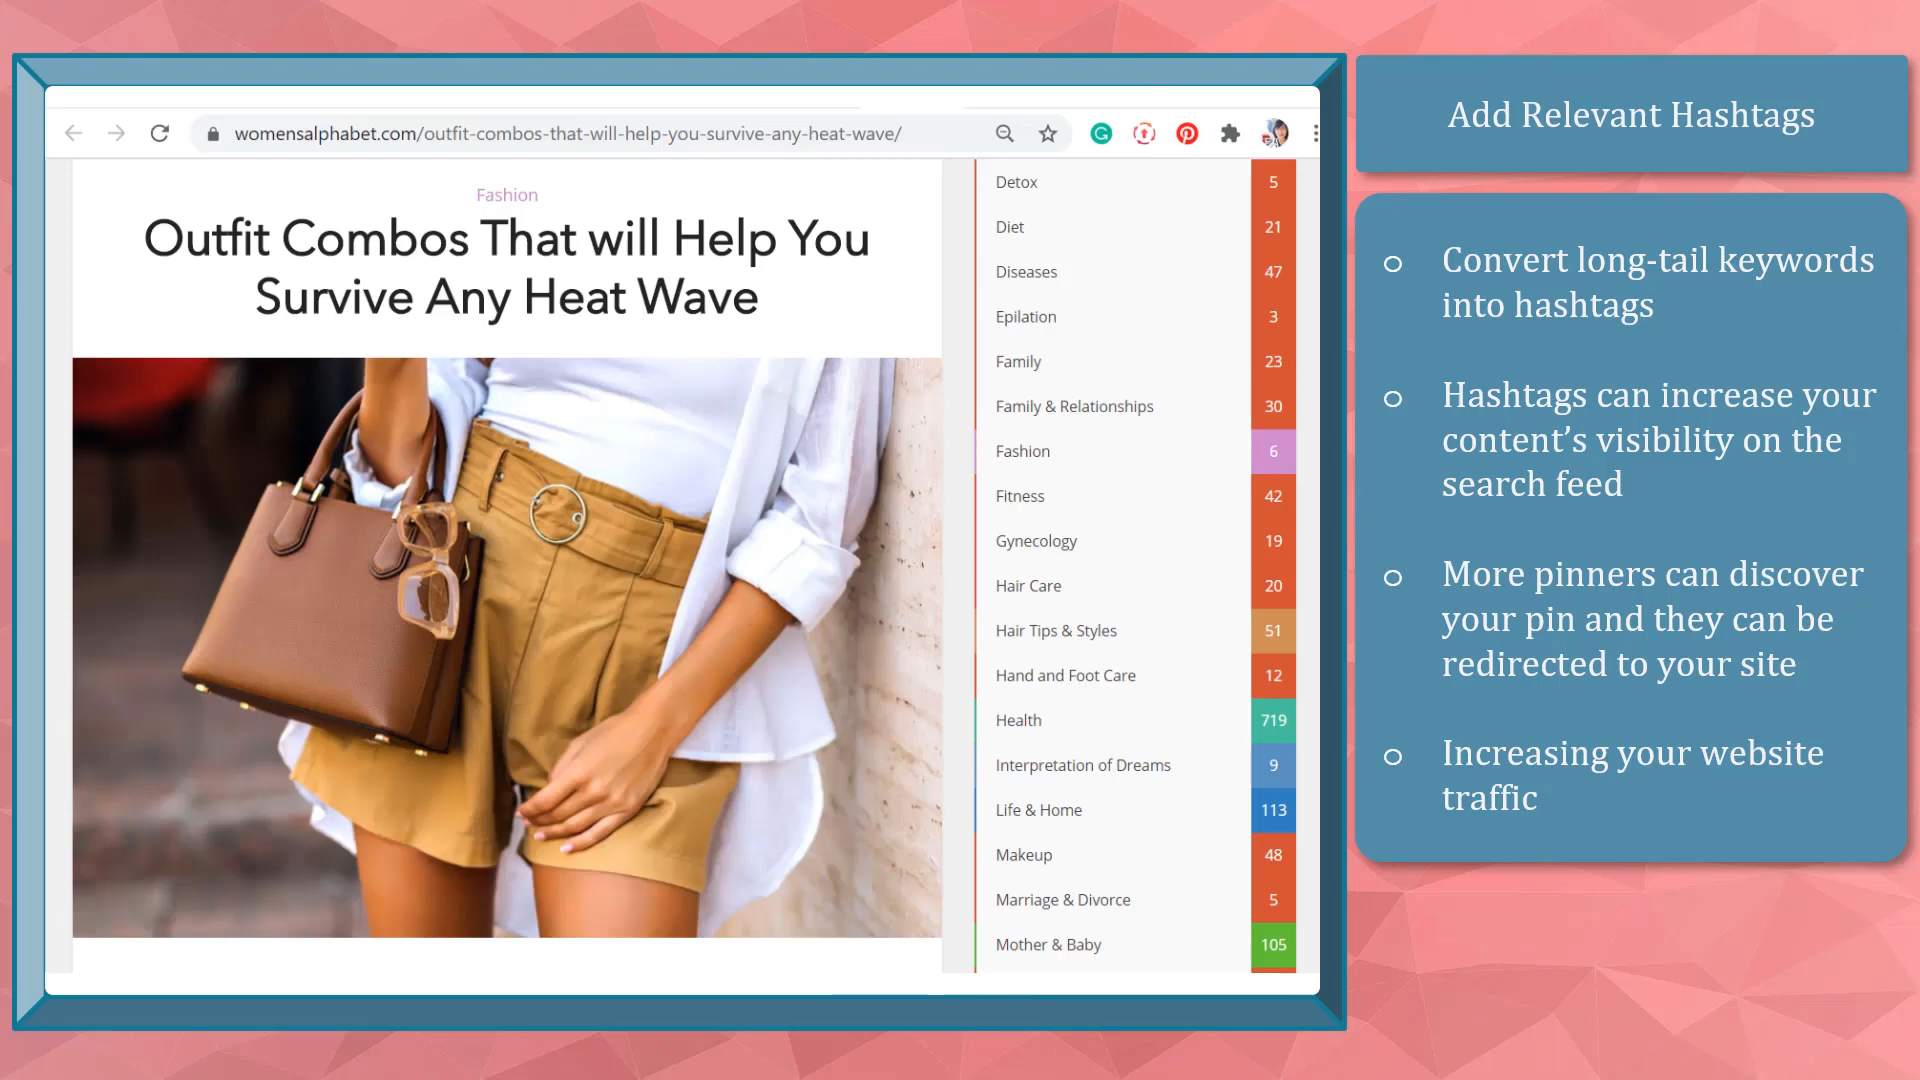 womensalphabet.com/outfit-combos-that-will-help-you-survive-any-heat-wave/
Fashion
Outfit Combos That will Help You
Survive Any Heat Wave
Detox 5
Diet 21
Diseases 47
Epilation 3
Family 23
Family & Relationships 30
Fashion 6
Fitness 42
Gynecology 19
Hair Care 20
Hair Tips & Styles 51
Hand and Foot Care 12
Health 719
Interpretation of Dreams 9
Life & Home 113
Makeup 48
Marriage & Divorce 5
Mother & Baby 105
Add Relevant Hashtags
Convert long-tail keywords
into hashtags
Hashtags can increase your
content’s visibility on the
search feed
More pinners can discover
your pin and they can be
redirected to your site
Increasing your website
traffic